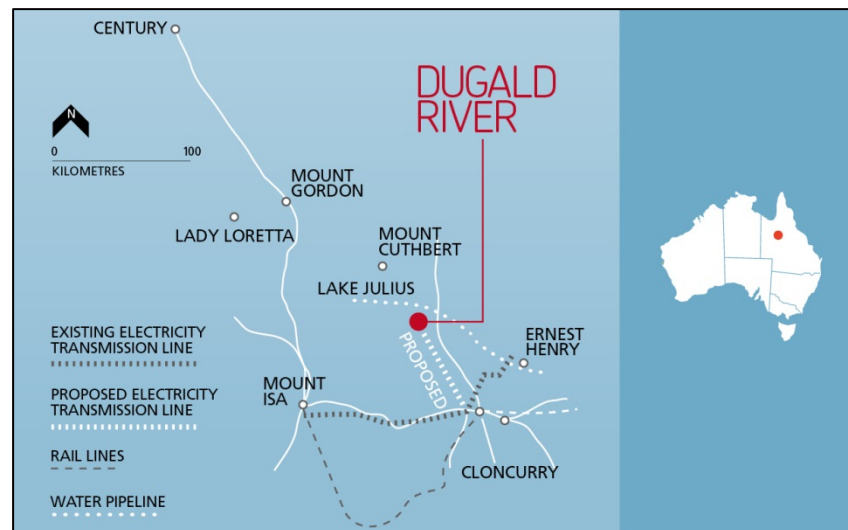 CENTURY
DUGALD
RIVER
N
0 100
KILOMETRES
MOUNT
GORDON
LADY LORETTA
MOUNT
CUTHBERT
LAKE JULIUS
EXISTING ELECTRICITY
TRANSMISSION LINE
PROPOSED
ERNEST
HENRY
PROPOSED ELECTRICITY
TRANSMISSION LINE
MOUNT
ISA
RAIL LINES
CLONCURRY
WATER PIPELINE